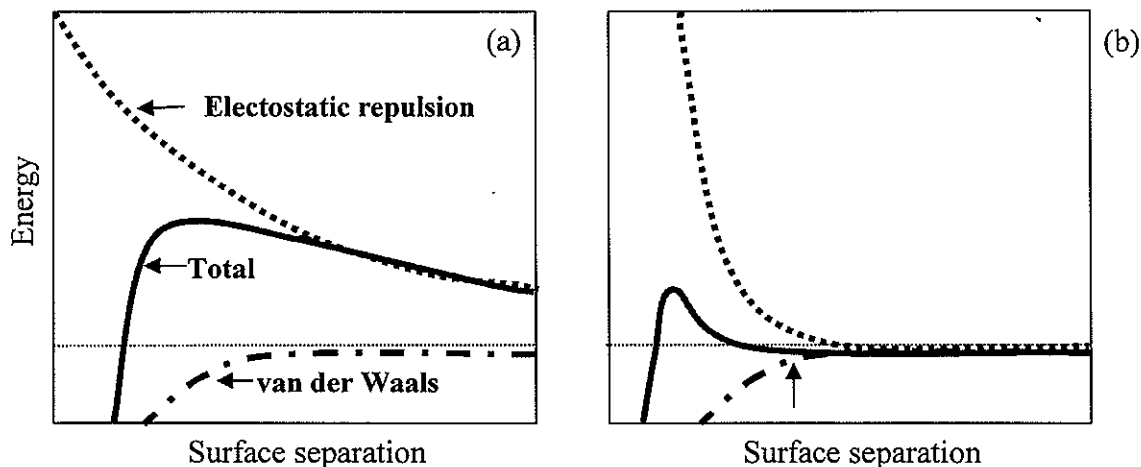 (a)
Electostatic repulsion
Energy
Total
van der Waals
Surface separation
(b)
Surface separation